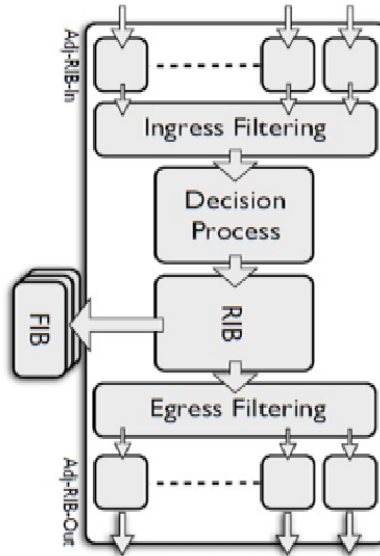 Adj-RIB-In
Ingress Filtering
Decision
Process
RIB
FIB
Egress Filtering
Adj-RIB-Out